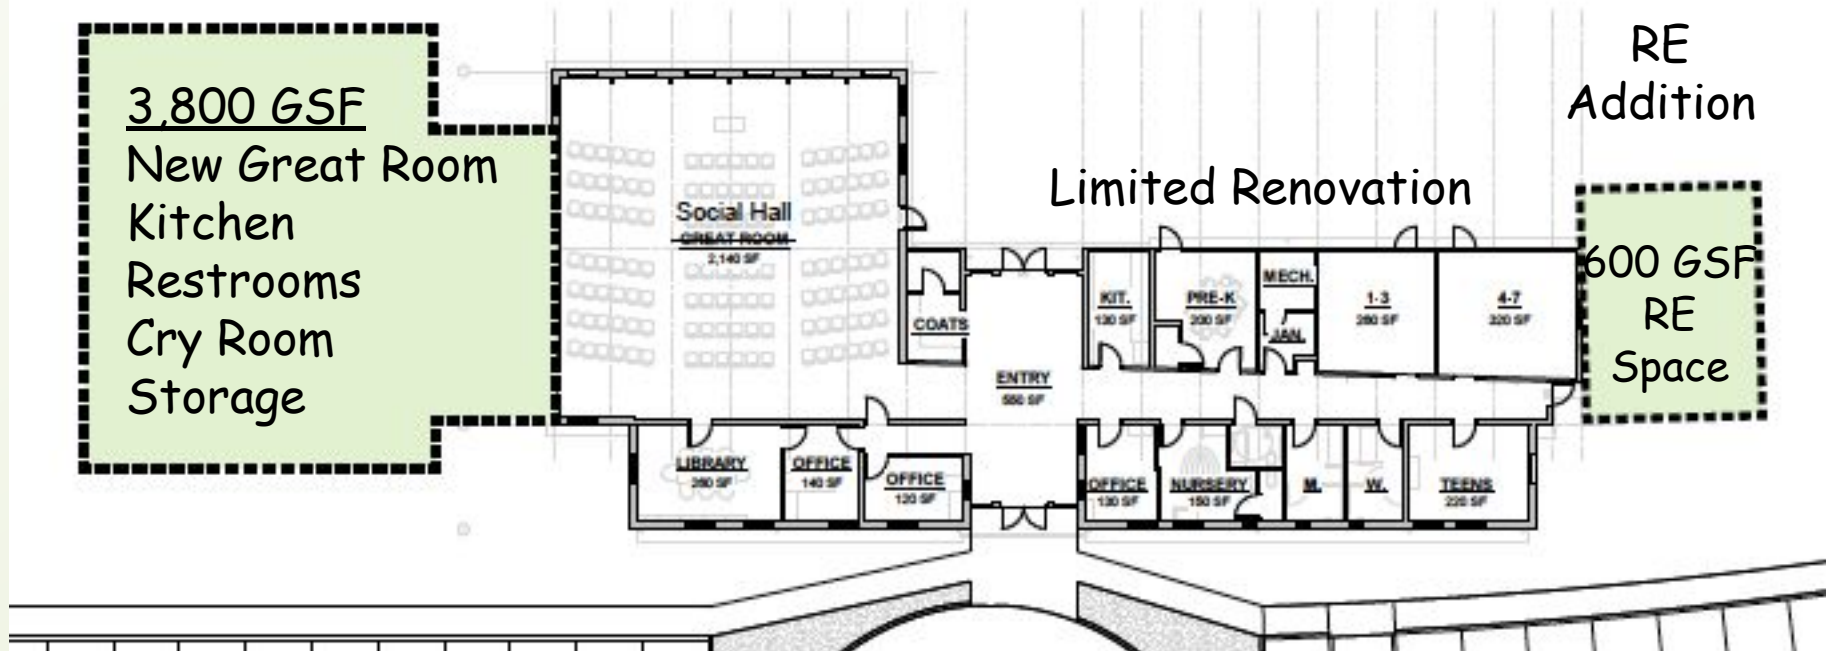 3,800 GSF
New Great Room
Kitchen
Restrooms
Cry Room
Storage
Social Hall
GREAT ROOM
2,140 SF
COATS
ENTRY
550 SF
Limited Renovation
KIT.
130 SF
PRE-K
200 SF
MECH.
JAN.
1-3
4-7
320 SF
RE
Addition
600 GSF
RE
Space
LIBRARY
OFFICE
140 SF
OFFICE
120 SF
OFFICE
130 SF
NURSERY
150 SF
M.
W.
TEENS
220 SF